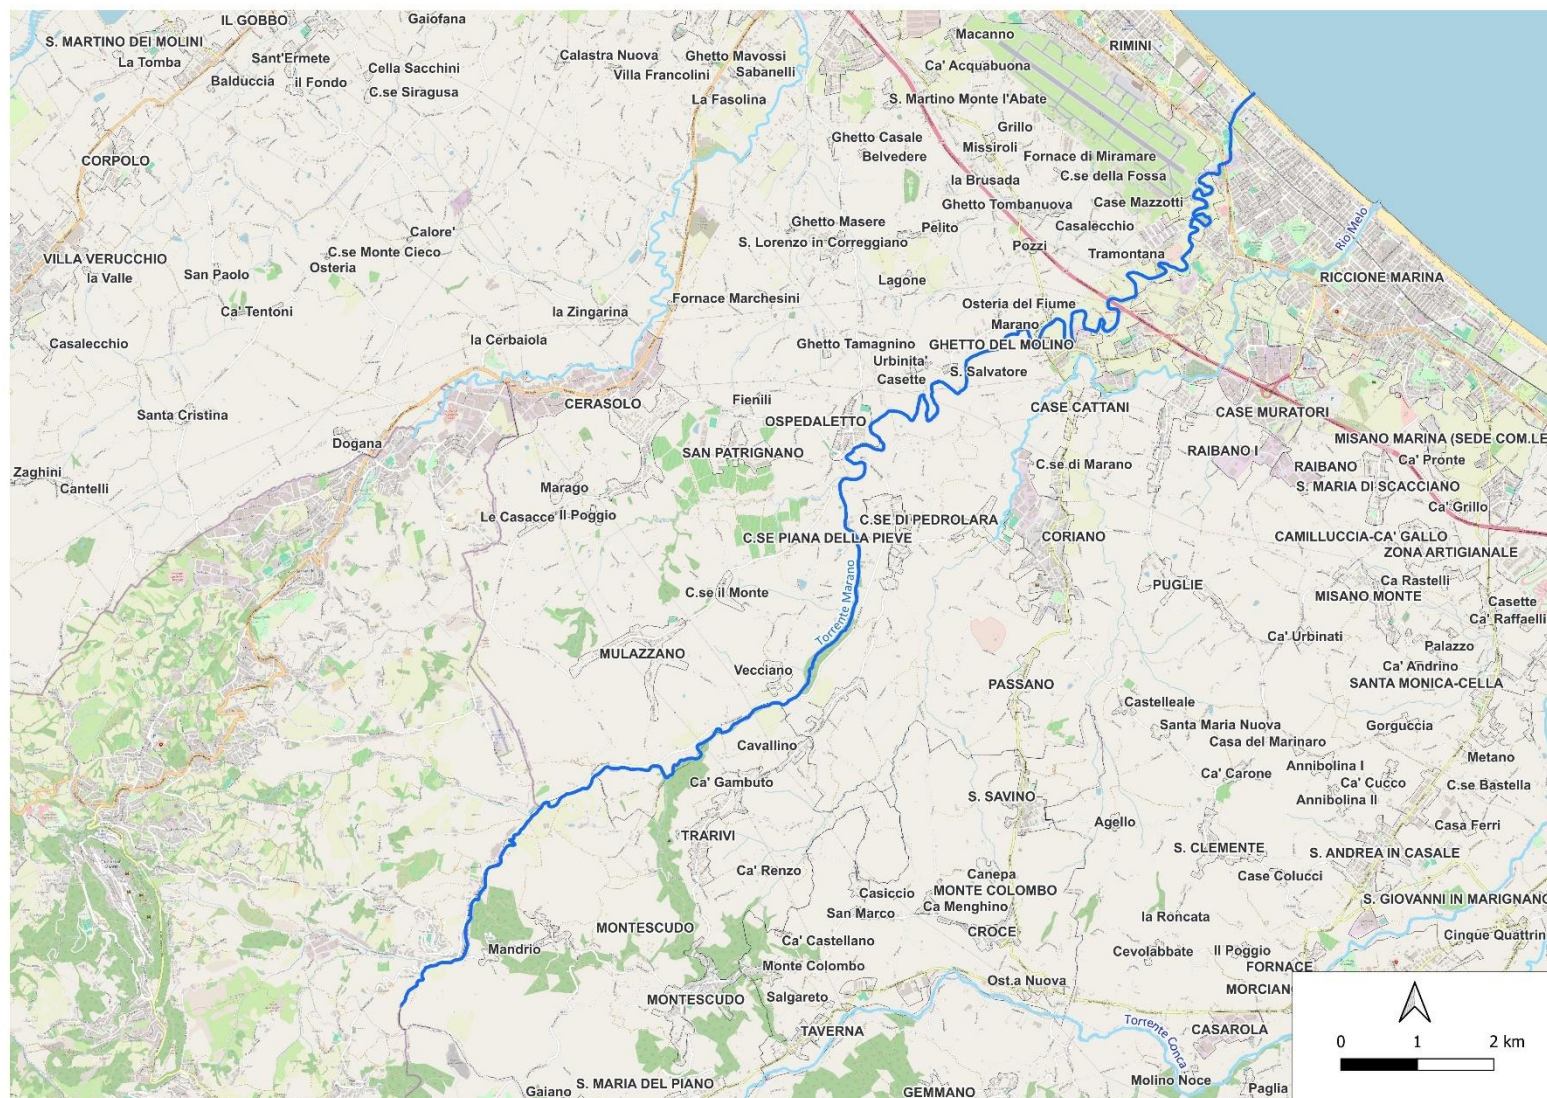 IL GOBBO
Gaiofana
S. MARTINO DEI MOLINI
La Tomba
Sant'Ermete
Balduccia
il Fondo
Cella Sacchini
C.se Siragusa
Calastra Nuova
Ghetto Mavossi
Villa Francolini
Sabanelli
La Fasolina
Macanno
RIMINI
Ca' Acquabuona
S. Martino Monte l'Abate
Grillo
Ghetto Casale
Missiroli
Belvedere
Fornace di Miramare
C.se della Fossa
la Brusada
CORPOLO
Ghetto Tombanuova
Case Mazzotti
Ghetto Masere
Pelito
Casalecchio
Calore'
S. Lorenzo in Correggiano
Pozzi
Tramontana
Rio Melo
C.se Monte Cieco
VILLA VERUCCHIO
Osteria
la Valle
San Paolo
Lagone
RICCIONE MARINA
Fornace Marchesini
Osteria del Fiume
Ca' Tentoni
la Zingarina
Marano
Casalecchio
la Cerbaiola
Ghetto Tamagnino
GHETTO DEL MOLINO
Urbinita'
Casette
S. Salvatore
Santa Cristina
CERASOLO
Fienili
CASE CATTANI
CASE MURATORI
OSPEDALETTO
Dogana
MISANO MARINA (SEDE COM.LE
SAN PATRIGNANO
RAIBANO I
Ca' Pronte
Zaghini
C.se di Marano
RAIBANO
Cantelli
Marago
S. MARIA DI SCACCIANO
Le Casacce
Il Poggio
Ca' Grillo
C.SE DI PEDROLARA
C.SE PIANA DELLA PIEVE
CORIANO
CAMILLUCCIA-CA' GALLO
ZONA ARTIGIANALE
Torrente Marano
C.se il Monte
PUGLIE
Ca Rastelli
MISANO MONTE
Casette
Ca' Raffaelli
Ca' Urbinati
MULAZZANO
Palazzo
Vecciano
Ca' Andrino
PASSANO
SANTA MONICA-CELLA
Castelleale
Santa Maria Nuova
Gorguccia
Cavallino
Casa del Marinaro
Metano
Ca' Gambuto
Ca' Carone
Annibolina I
Ca' Cucco
C.se Bastella
S. SAVINO
Annibolina II
Agello
Casa Ferri
TRARIVI
S. CLEMENTE
S. ANDREA IN CASALE
Ca' Renzo
Canepa
Case Colucci
Casiccio
MONTE COLOMBO
S. GIOVANNI IN MARIGNANO
San Marco
Ca Menghino
la Roncata
MONTESCUDO
CROCE
Cinque Quattrin
Mandrio
Ca' Castellano
Cevolabbate
Il Poggio
Monte Colombo
FORNACE
Ost.a Nuova
MORCIANO
MONTESCUDO
Salgareto
TAVERNA
Torrente Conca
CASAROLA
0 1 2 km
Gaiano
S. MARIA DEL PIANO
GEMMANO
Molino Noce
Paglia